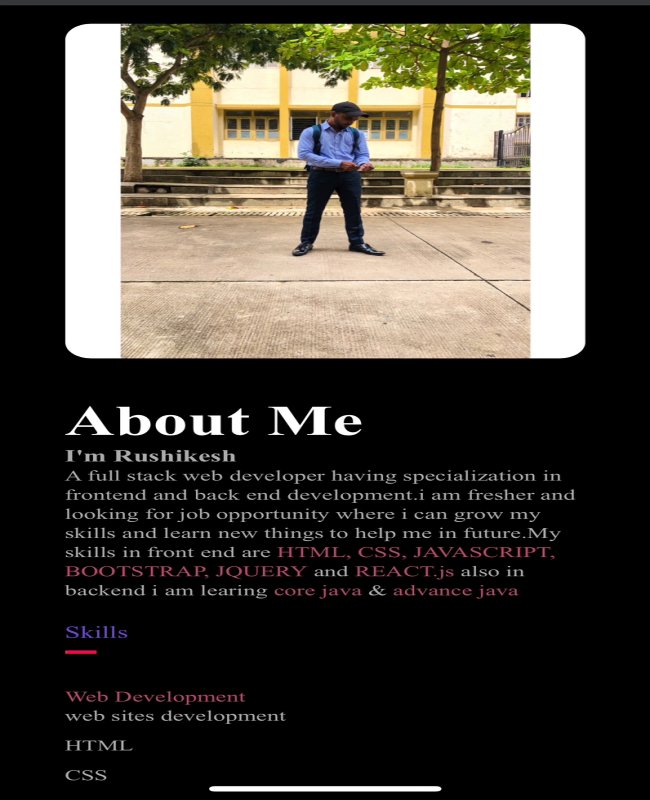 About Me
I'm Rushikesh
A full stack web developer having specialization in
frontend and back end development.i am fresher and
looking for job opportunity where i can grow my
skills and learn new things to help me in future.My
skills in front end are HTML, CSS, JAVASCRIPT,
BOOTSTRAP, JQUERY and REACT.js also in
backend i am learing core java & advance java
Skills
Web Development
web sites development
HTML
CSS